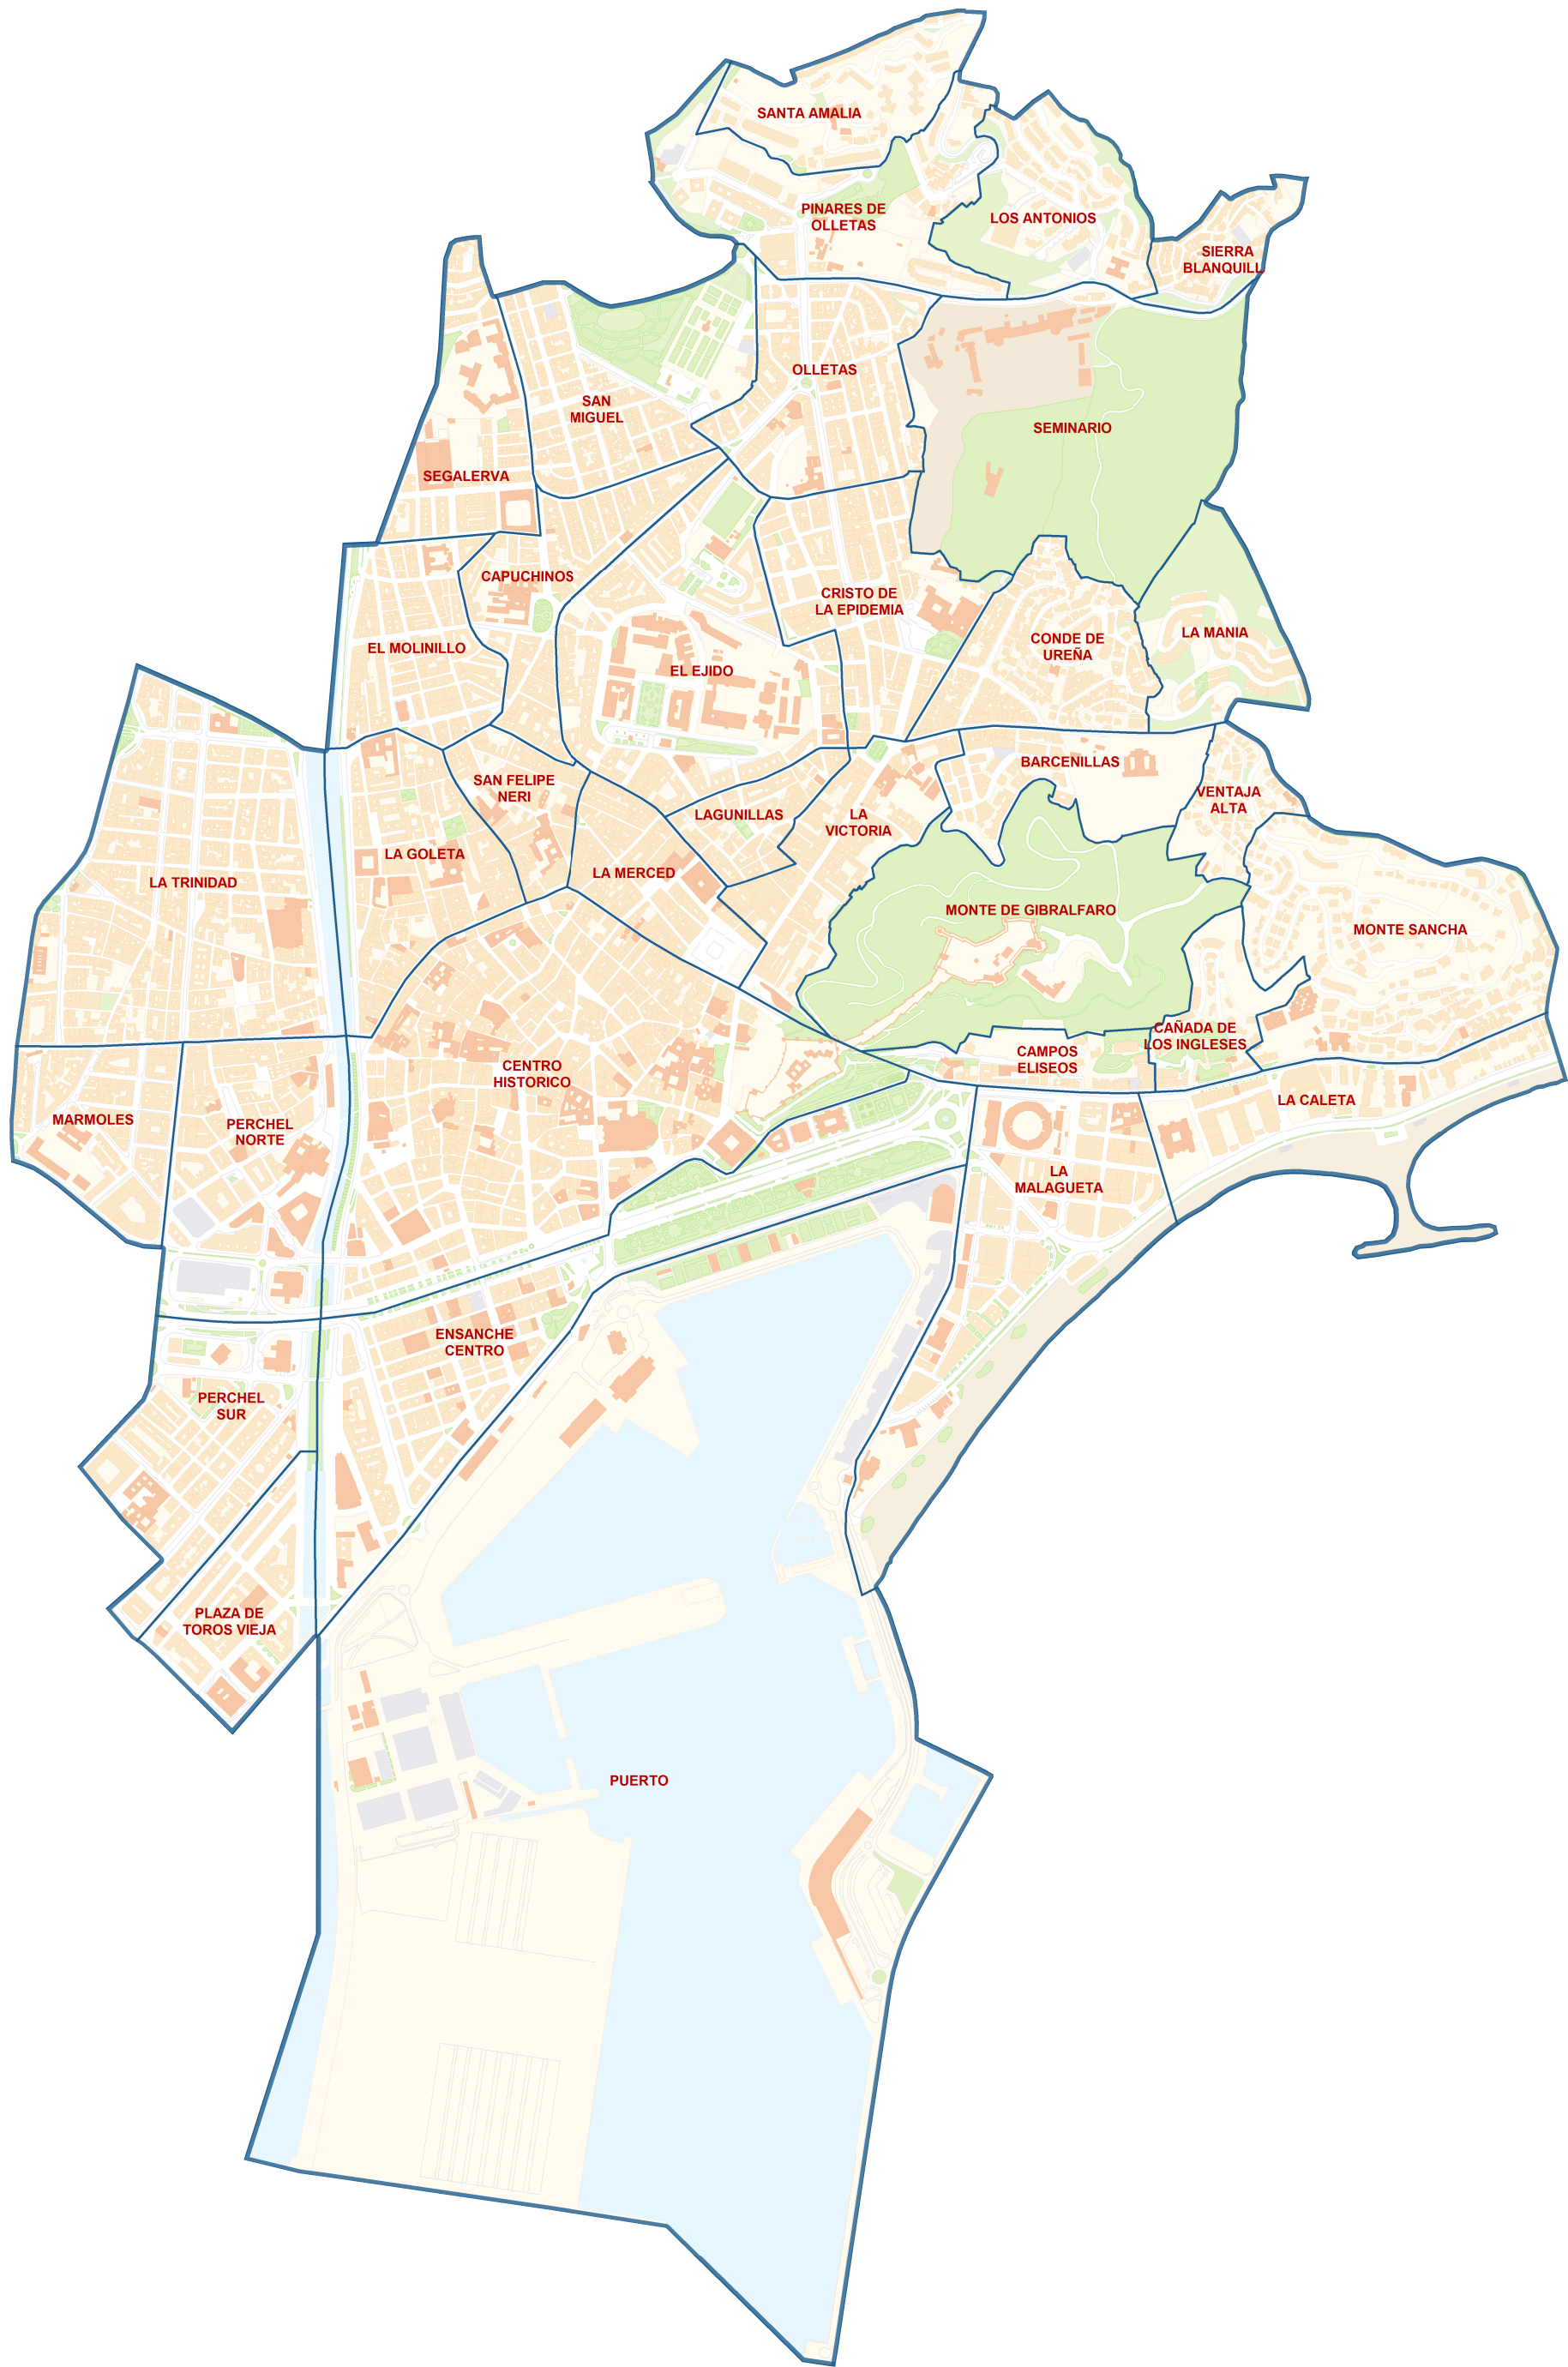 SANTA AMALIA
PINARES DE
OLLETAS
LOS ANTONIOS
SIERRA
BLANQUILL
OLLETAS
SAN
MIGUEL
SEMINARIO
SEGALERVA
CAPUCHINOS
CRISTO DE
LA EPIDEMIA
LA MANIA
CONDE DE
UREÑA
EL MOLINILLO
EL EJIDO
BARCENILLAS
SAN FELIPE
NERI
VENTAJA
ALTA
LAGUNILLAS
LA
VICTORIA
LA GOLETA
LA MERCED
LA TRINIDAD
MONTE DE GIBRALFARO
MONTE SANCHA
CAÑADA DE
LOS INGLESES
CAMPOS
ELISEOS
CENTRO
HISTORICO
LA CALETA
MARMOLES
PERCHEL
NORTE
LA
MALAGUETA
ENSANCHE
CENTRO
PERCHEL
SUR
PLAZA DE
TOROS VIEJA
PUERTO